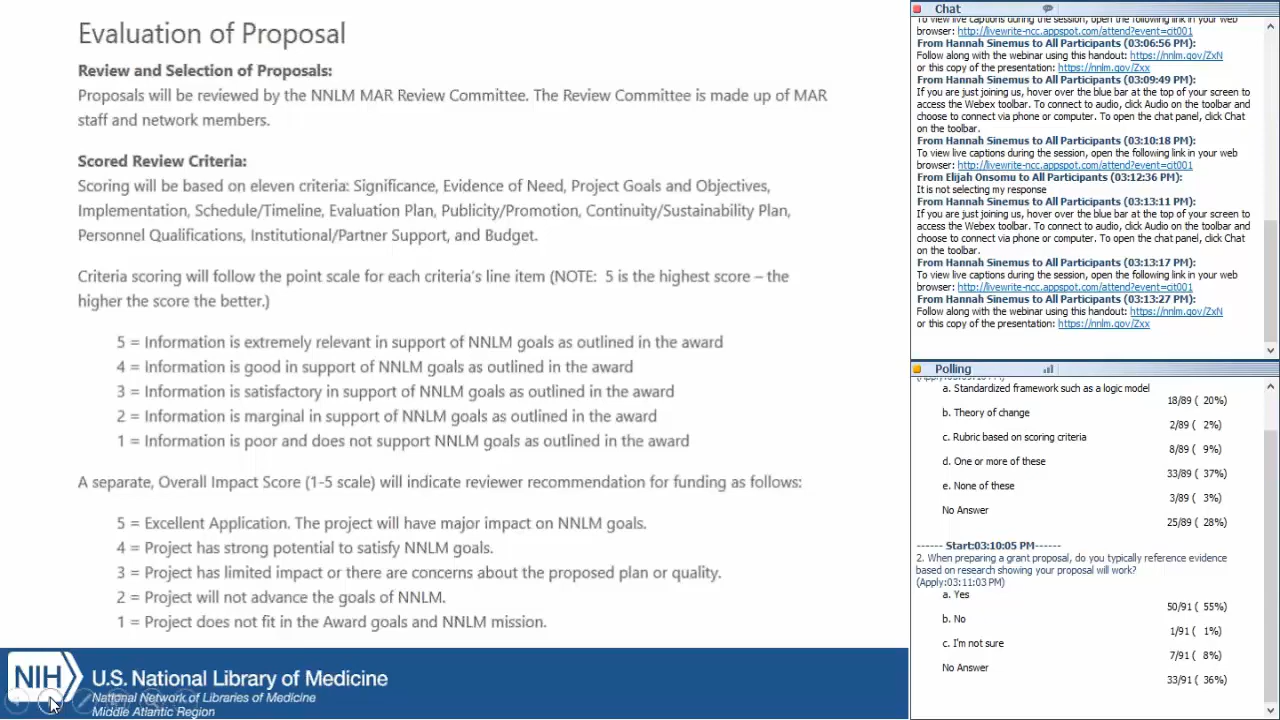 Evaluation of Proposal
Review and Selection of Proposals:
Proposals will be reviewed by the NNLM MAR Review Committee. The Review Committee is made up of MAR
staff and network members.
Scored Review Criteria:
Scoring will be based on eleven criteria: Significance, Evidence of Need, Project Goals and Objectives,
Implementation, Schedule/Timeline, Evaluation Plan, Publicity/Promotion, Continuity/Sustainability Plan,
Personnel Qualifications, Institutional/Partner Support, and Budget.
Criteria scoring will follow the point scale for each criteria's line item (NOTE:  5 is the highest score – the
higher the score the better.)
5 = Information is extremely relevant in support of NNLM goals as outlined in the award
4 = Information is good in support of NNLM goals as outlined in the award
3 = Information is satisfactory in support of NNLM goals as outlined in the award
2 = Information is marginal in support of NNLM goals as outlined in the award
1 = Information is poor and does not support NNLM goals as outlined in the award
A separate, Overall Impact Score (1-5 scale) will indicate reviewer recommendation for funding as follows:
5 = Excellent Application. The project will have major impact on NNLM goals.
4 = Project has strong potential to satisfy NNLM goals.
3 = Project has limited impact or there are concerns about the proposed plan or quality.
2 = Project will not advance the goals of NNLM.
1 = Project does not fit in the Award goals and NNLM mission.
NIH
U.S. National Library of Medicine
National Network of Libraries of Medicine
Middle Atlantic Region
Chat
To view live captions during the session, open the following link in your web
browser: http://livewrite-ncc.appspot.com/attend?event=cit001
From Hannah Sinemus to All Participants (03:06:56 PM):
Follow along with the webinar using this handout: https://nnlm.gov/ZxN
or this copy of the presentation: https://nnlm.gov/Zxx
From Hannah Sinemus to All Participants (03:09:49 PM):
If you are just joining us, hover over the blue bar at the top of your screen to
access the Webex toolbar. To connect to audio, click Audio on the toolbar and
choose to connect via phone or computer. To open the chat panel, click Chat
on the toolbar.
From Hannah Sinemus to All Participants (03:10:18 PM):
To view live captions during the session, open the following link in your web
browser: http://livewrite-ncc.appspot.com/attend?event=cit001
From Elijah Onsomu to All Participants (03:12:36 PM):
It is not selecting my response
From Hannah Sinemus to All Participants (03:13:11 PM):
If you are just joining us, hover over the blue bar at the top of your screen to
access the Webex toolbar. To connect to audio, click Audio on the toolbar and
choose to connect via phone or computer. To open the chat panel, click Chat
on the toolbar.
From Hannah Sinemus to All Participants (03:13:17 PM):
To view live captions during the session, open the following link in your web
browser: http://livewrite-ncc.appspot.com/attend?event=cit001
From Hannah Sinemus to All Participants (03:13:27 PM):
Follow along with the webinar using this handout: https://nnlm.gov/ZxN
or this copy of the presentation: https://nnlm.gov/Zxx
Polling
a. Standardized framework such as a logic model
18/89 ( 20%)
b. Theory of change
2/89 ( 2%)
c. Rubric based on scoring criteria
8/89 ( 9%)
d. One or more of these
33/89 ( 37%)
e. None of these
3/89 ( 3%)
No Answer
25/89 ( 28%)
------ Start:03:10:05 PM------
2. When preparing a grant proposal, do you typically reference evidence
based on research showing your proposal will work?
(Apply:03:11:03 PM)
a. Yes
50/91 ( 55%)
b. No
1/91 ( 1%)
c. I'm not sure
7/91 ( 8%)
No Answer
33/91 ( 36%)